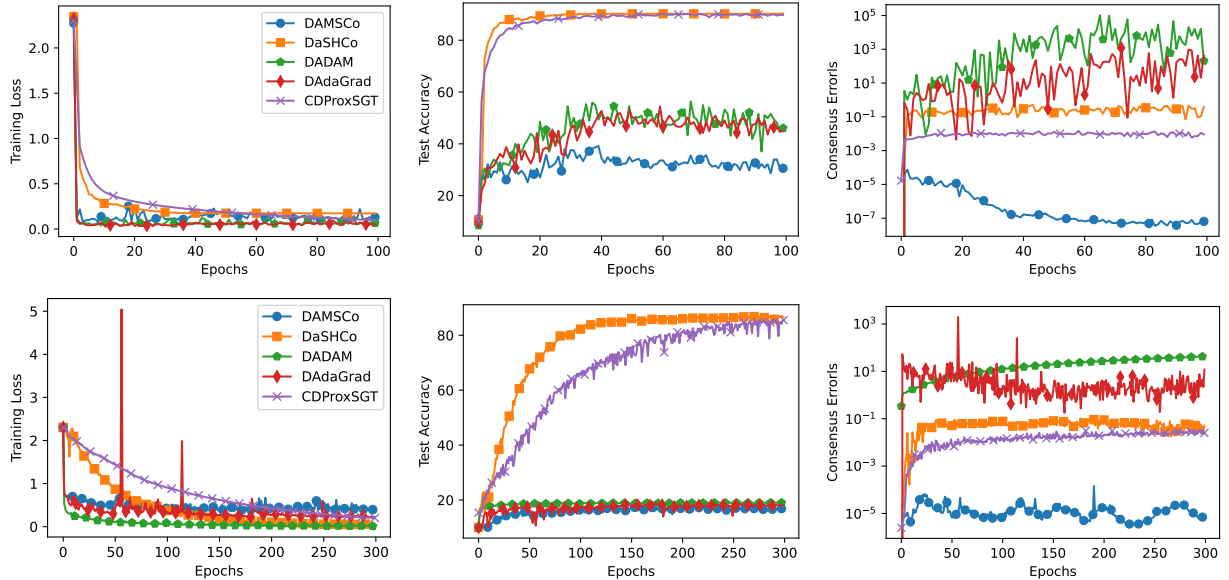 2.0
1.5
1.0
0.5
0.0
Training Loss
0 20 40 60 80 100
Epochs
DAMSCo
DaSHCo
DADAM
DAdaGrad
CDProxSGT
80
60
40
20
Test Accuracy
0 20 40 60 80 100
Epochs
10^5
10^3
10^1
10^-1
10^-3
10^-5
10^-7
Consensus Errorls
0 20 40 60 80 100
Epochs
5
4
3
2
1
0
Training Loss
0 50 100 150 200 250 300
Epochs
DAMSCo
DaSHCo
DADAM
DAdaGrad
CDProxSGT
80
60
40
20
Test Accuracy
0 50 100 150 200 250 300
Epochs
10^3
10^1
10^-1
10^-3
10^-5
Consensus Errorls
0 50 100 150 200 250 300
Epochs